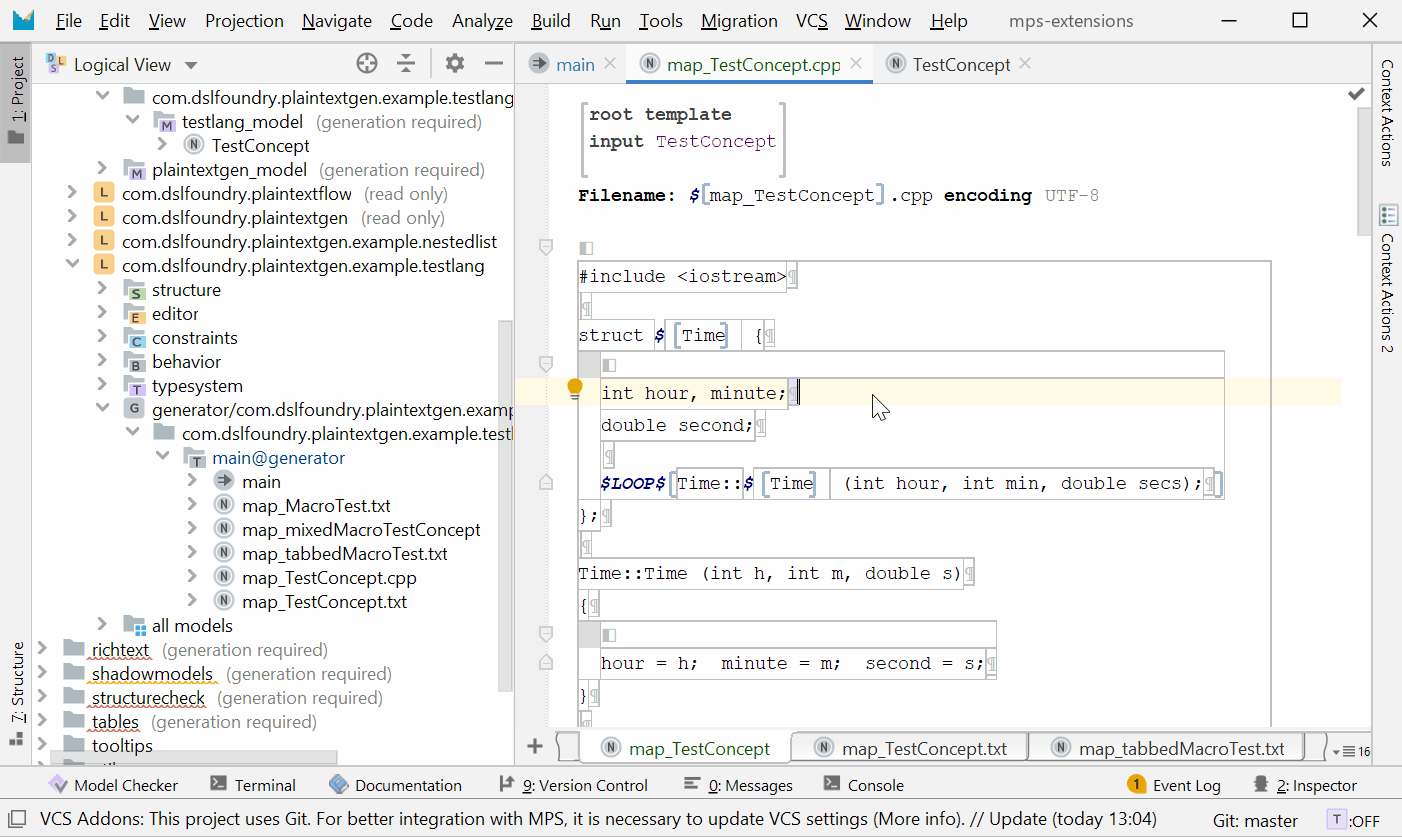 File Edit View Projection Navigate Code Analyze Build Run Tools Migration VCS Window Help mps-extensions
1: Project
Logical View
main map_TestConcept.cpp TestConcept
com.dslfoundry.plaintextgen.example.testlang
testlang_model (generation required)
TestConcept
plaintextgen_model (generation required)
com.dslfoundry.plaintextflow (read only)
com.dslfoundry.plaintextgen (read only)
com.dslfoundry.plaintextgen.example.nestedlist
com.dslfoundry.plaintextgen.example.testlang
structure
editor
constraints
behavior
typesystem
generator/com.dslfoundry.plaintextgen.examp
com.dslfoundry.plaintextgen.example.testl
main@generator
main
map_MacroTest.txt
map_mixedMacroTestConcept
map_tabbedMacroTest.txt
map_TestConcept.cpp
map_TestConcept.txt
all models
richtext (generation required)
shadowmodels (generation required)
structurecheck (generation required)
tables (generation required)
tooltips
7: Structure
root template
input TestConcept
Filename: $[map_TestConcept].cpp encoding UTF-8
#include <iostream>¶
¶
struct $[Time] {¶
int hour, minute;¶
double second;¶
¶
$LOOP$[Time::$[Time] (int hour, int min, double secs);¶]
};¶
¶
Time::Time (int h, int m, double s)¶
{¶
hour = h; minute = m; second = s;¶
}¶
¶
Context Actions
Context Actions 2
+ map_TestConcept map_TestConcept.txt map_tabbedMacroTest.txt 16
Model Checker Terminal Documentation 9: Version Control 0: Messages Console 1 Event Log 2: Inspector
VCS Addons: This project uses Git. For better integration with MPS, it is necessary to update VCS settings (More info). // Update (today 13:04) Git: master T:OFF